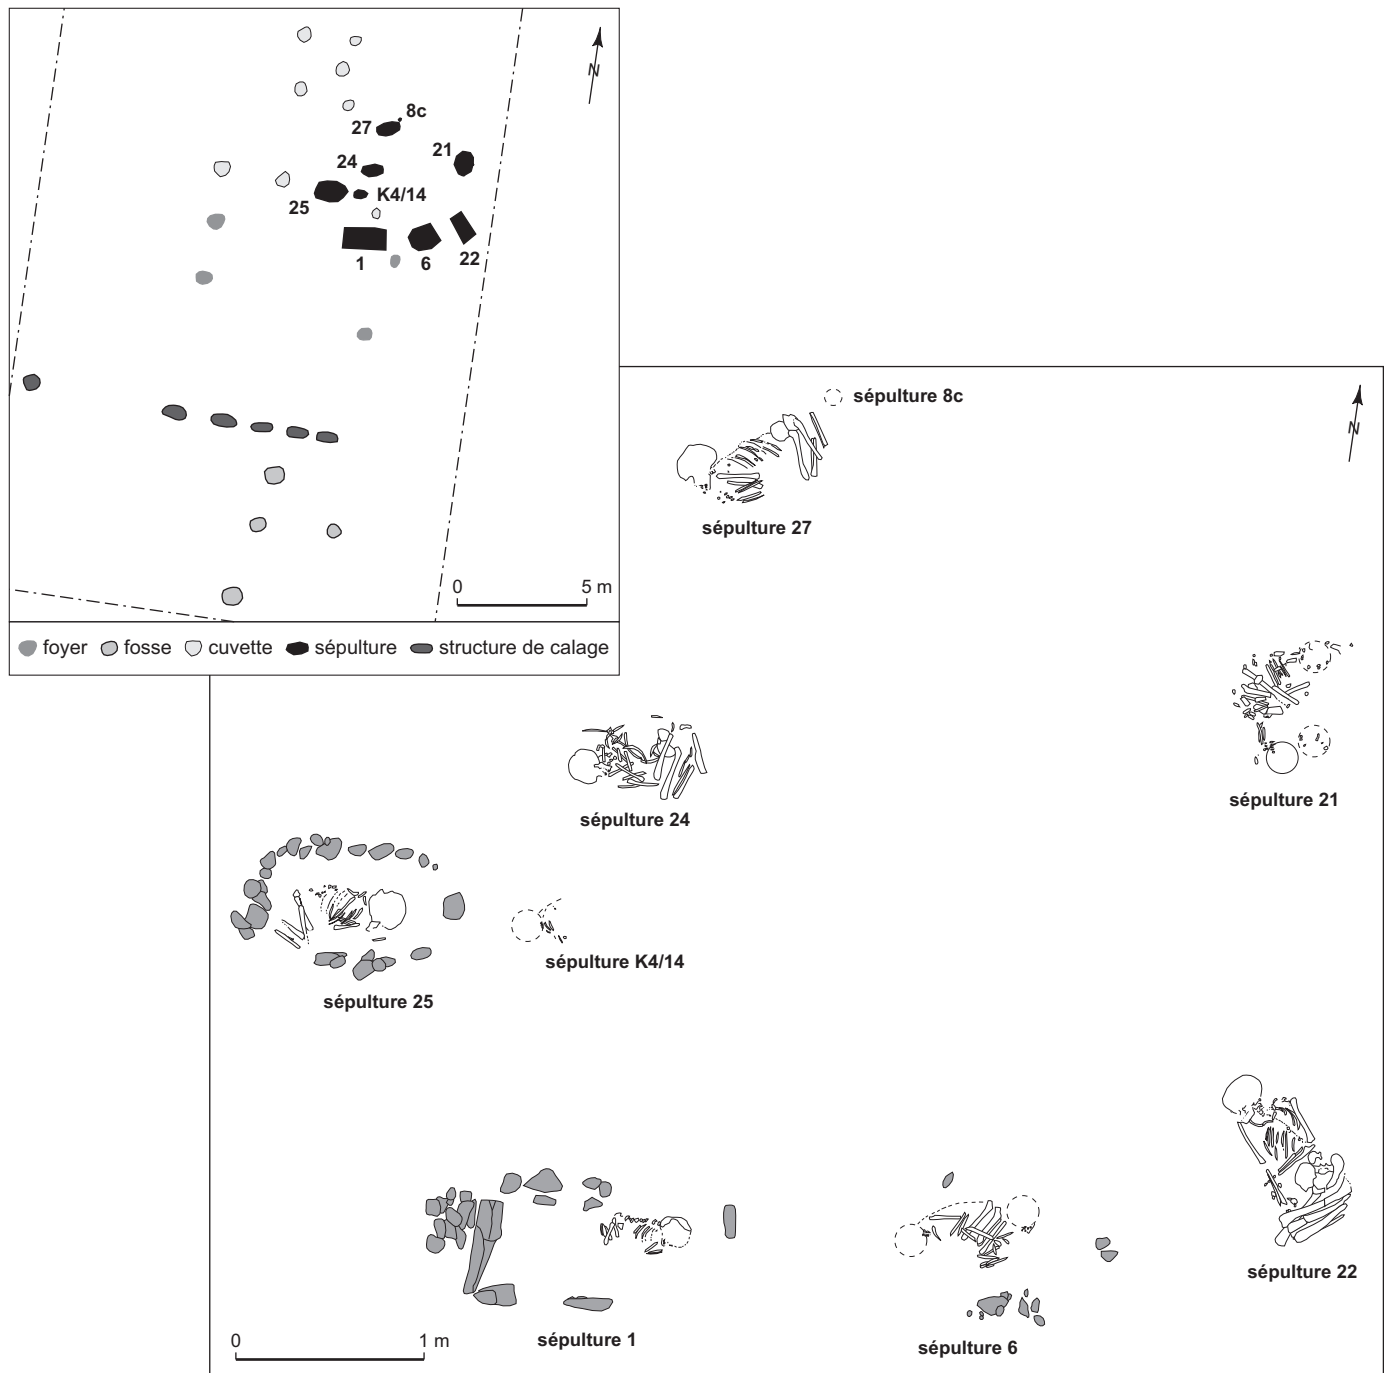 N
8c
27
21
24
K4/14
25
1
6
22
0
5 m
foyer fosse cuvette sépulture structure de calage
N
sépulture 8c
sépulture 27
sépulture 21
sépulture 24
sépulture K4/14
sépulture 25
sépulture 22
sépulture 1
sépulture 6
0
1 m